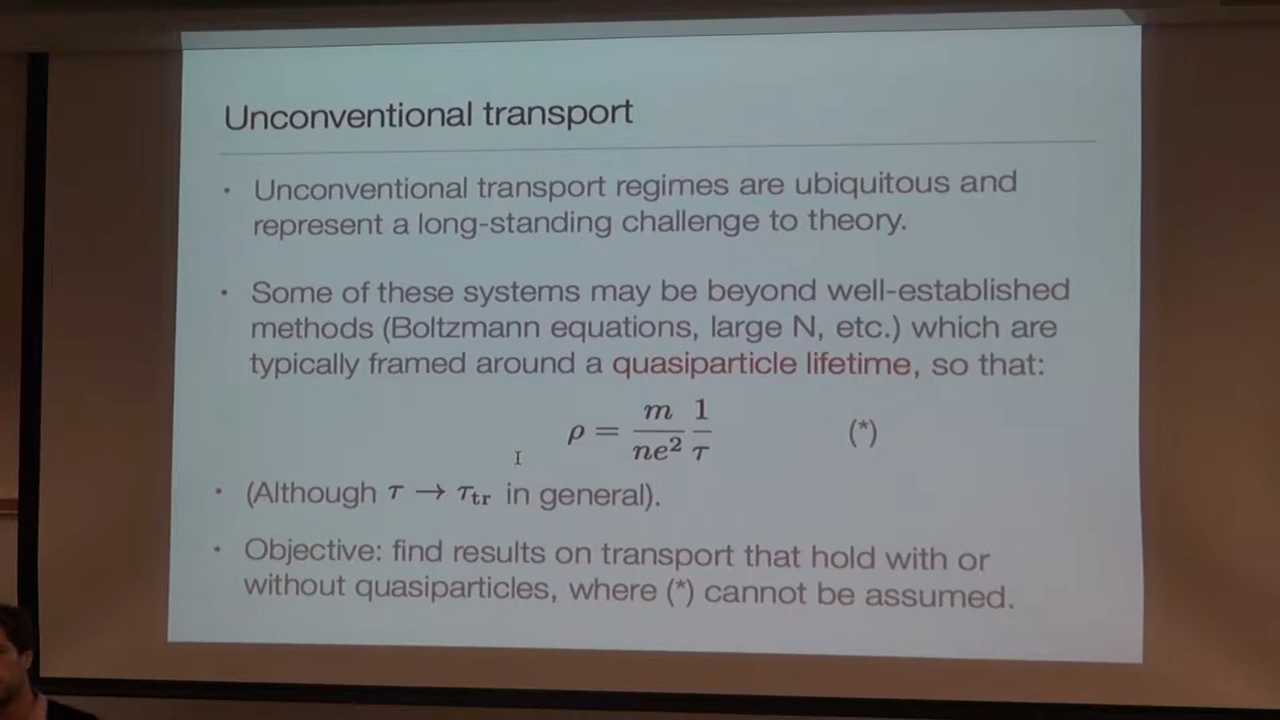 Unconventional transport
• Unconventional transport regimes are ubiquitous and
represent a long-standing challenge to theory.
• Some of these systems may be beyond well-established
methods (Boltzmann equations, large N, etc.) which are
typically framed around a quasiparticle lifetime, so that:
ρ = m/ne² 1/τ (*)
• (Although τ → τtr in general).
• Objective: find results on transport that hold with or
without quasiparticles, where (*) cannot be assumed.